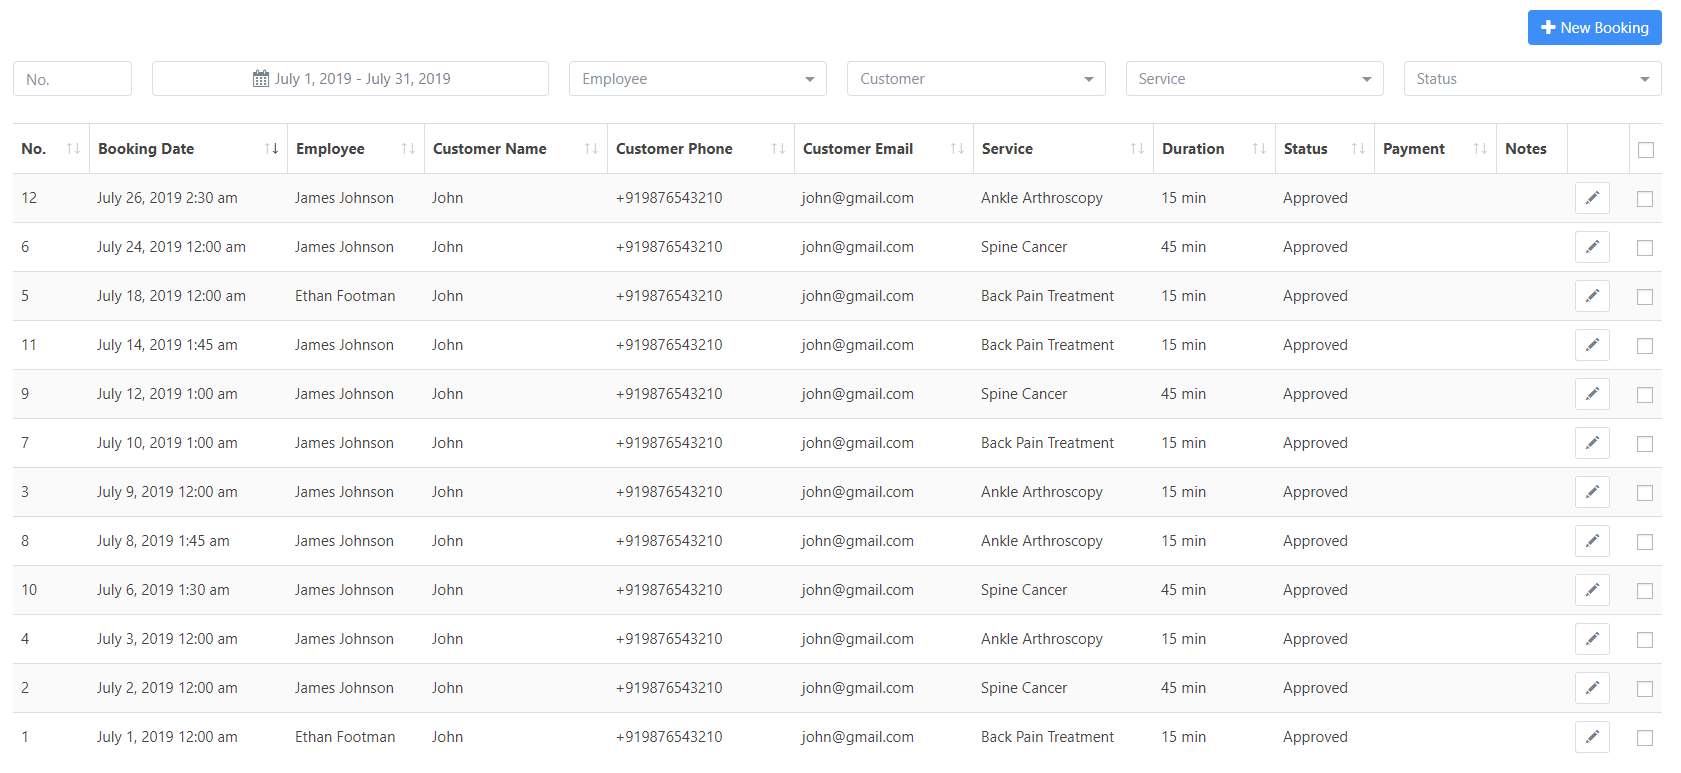 New Booking
No. July 1, 2019 - July 31, 2019 Employee Customer Service Status
No. Booking Date Employee Customer Name Customer Phone Customer Email Service Duration Status Payment Notes
12 July 26, 2019 2:30 am James Johnson John +919876543210 john@gmail.com Ankle Arthroscopy 15 min Approved
6 July 24, 2019 12:00 am James Johnson John +919876543210 john@gmail.com Spine Cancer 45 min Approved
5 July 18, 2019 12:00 am Ethan Footman John +919876543210 john@gmail.com Back Pain Treatment 15 min Approved
11 July 14, 2019 1:45 am James Johnson John +919876543210 john@gmail.com Back Pain Treatment 15 min Approved
9 July 12, 2019 1:00 am James Johnson John +919876543210 john@gmail.com Spine Cancer 45 min Approved
7 July 10, 2019 1:00 am James Johnson John +919876543210 john@gmail.com Back Pain Treatment 15 min Approved
3 July 9, 2019 12:00 am James Johnson John +919876543210 john@gmail.com Ankle Arthroscopy 15 min Approved
8 July 8, 2019 1:45 am James Johnson John +919876543210 john@gmail.com Ankle Arthroscopy 15 min Approved
10 July 6, 2019 1:30 am James Johnson John +919876543210 john@gmail.com Spine Cancer 45 min Approved
4 July 3, 2019 12:00 am James Johnson John +919876543210 john@gmail.com Ankle Arthroscopy 15 min Approved
2 July 2, 2019 12:00 am James Johnson John +919876543210 john@gmail.com Spine Cancer 45 min Approved
1 July 1, 2019 12:00 am Ethan Footman John +919876543210 john@gmail.com Back Pain Treatment 15 min Approved